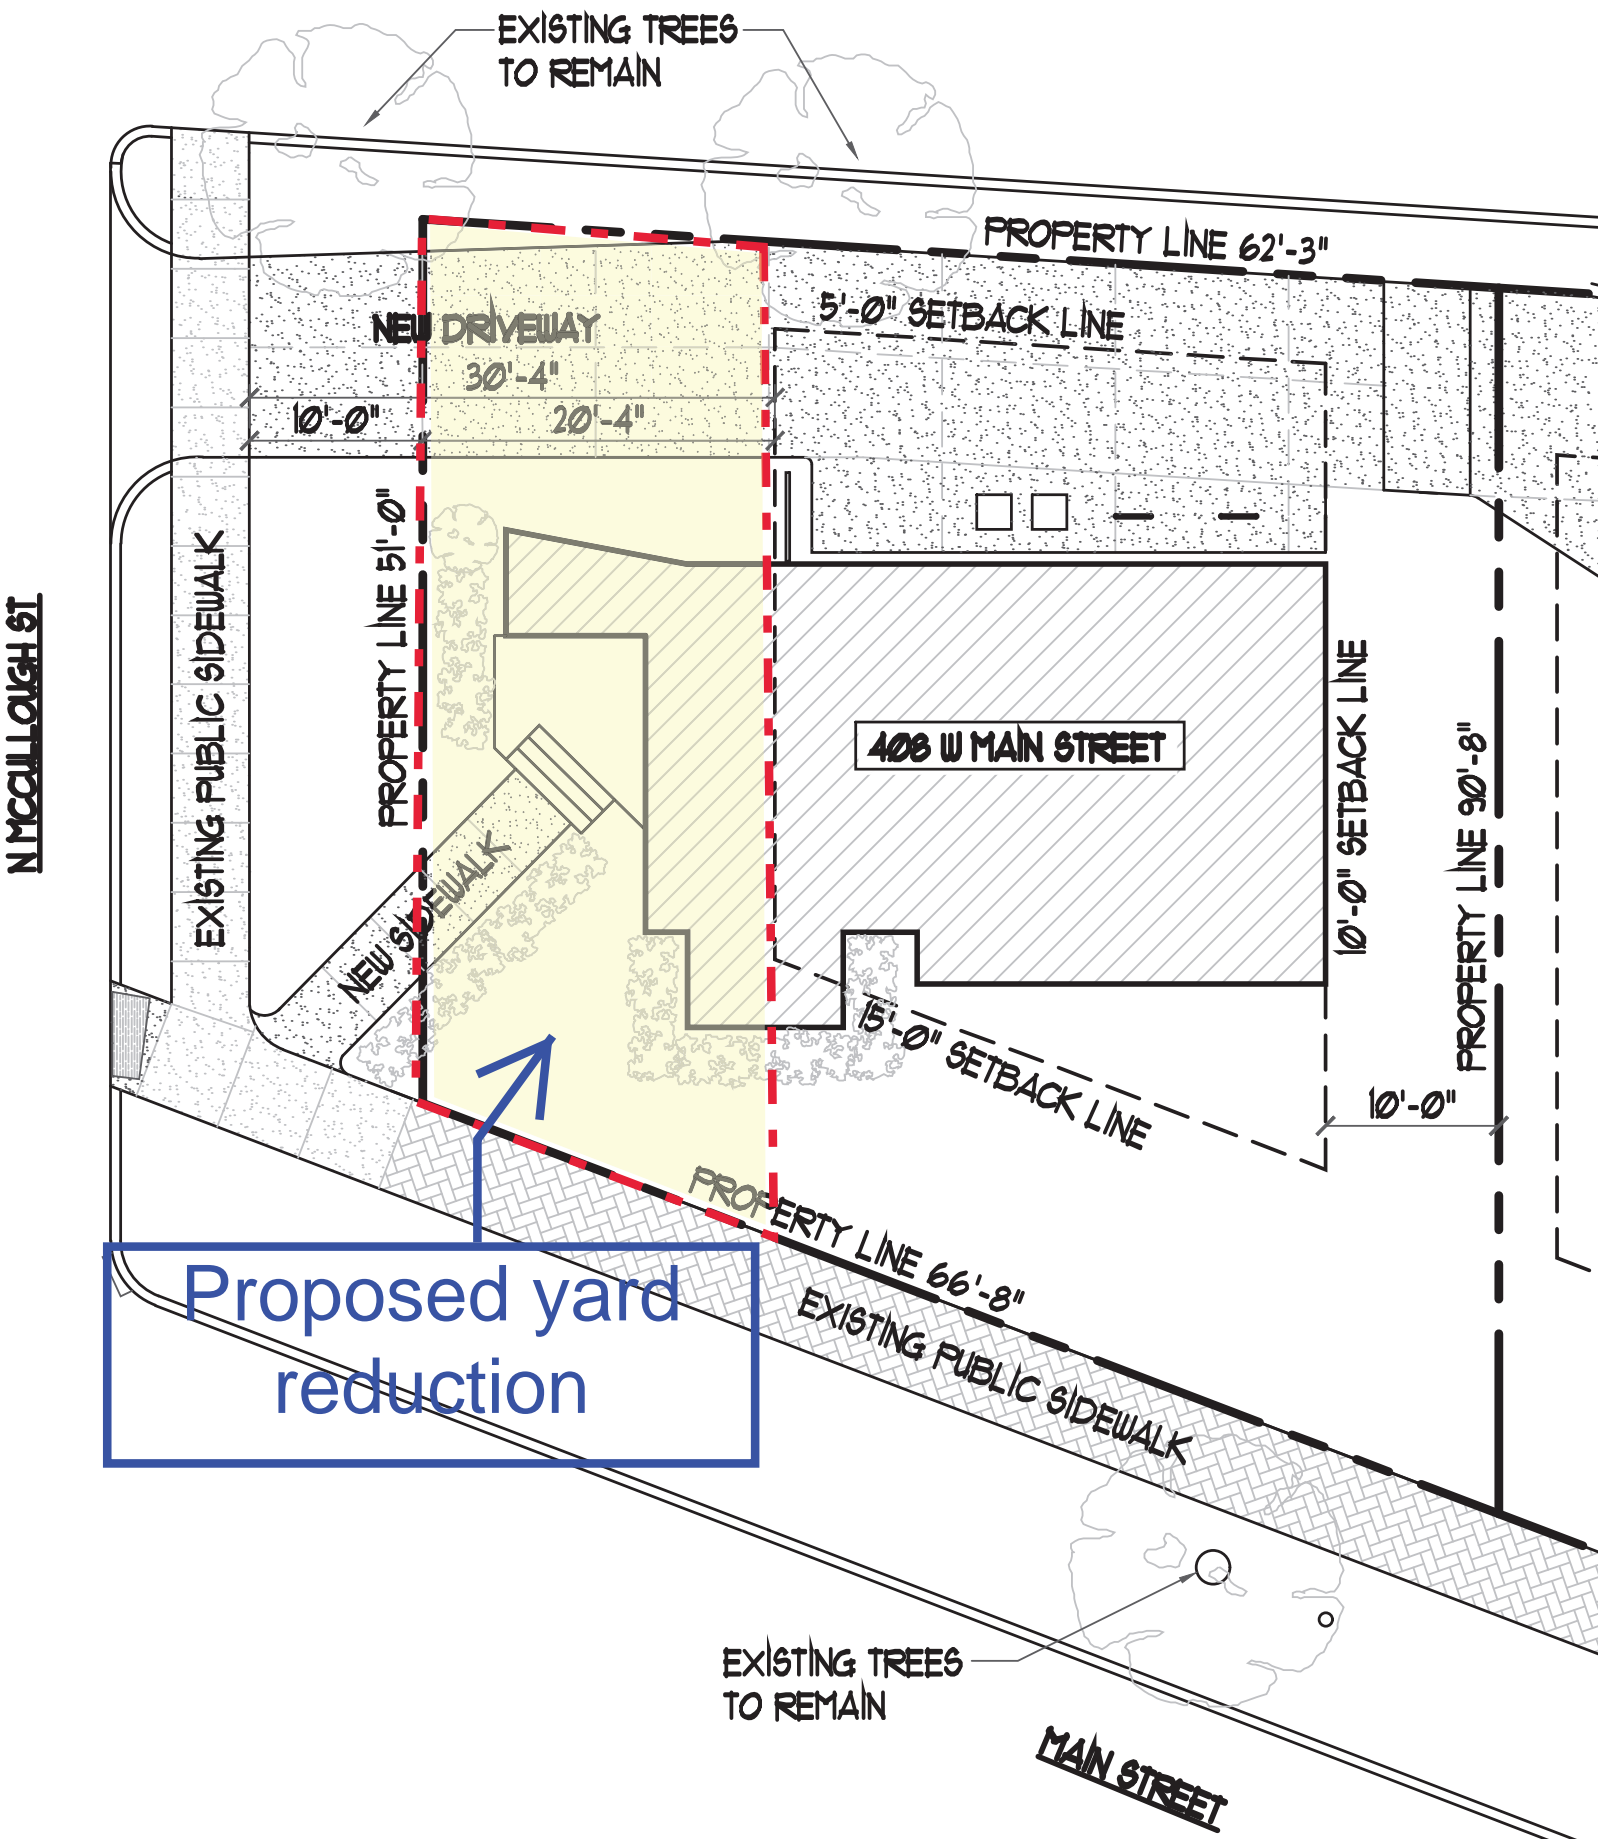 EXISTING TREES
TO REMAIN
PROPERTY LINE 62'-3"
5'-0" SETBACK LINE
NEW DRIVEWAY
30'-4"
10'-0"
20'-4"
PROPERTY LINE 51'-0"
EXISTING PUBLIC SIDEWALK
N MCCULLOUGH ST
408 W MAIN STREET
10'-0" SETBACK LINE
PROPERTY LINE 90'-8"
NEW SIDEWALK
15'-0" SETBACK LINE
10'-0"
PROPERTY LINE 66'-8"
EXISTING PUBLIC SIDEWALK
Proposed yard
reduction
EXISTING TREES
TO REMAIN
MAIN STREET